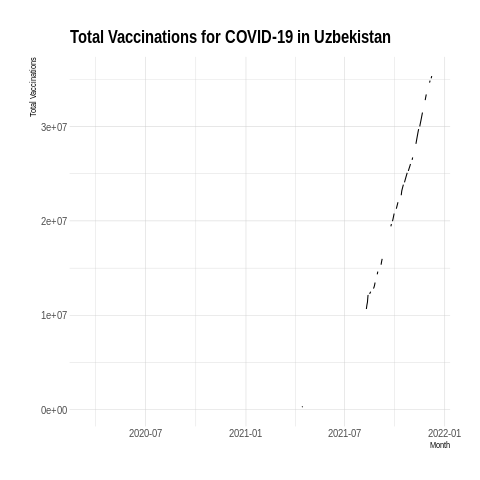 Total Vaccinations for COVID-19 in Uzbekistan
Total Vaccinations
3e+07
2e+07
1e+07
0e+00
2020-07 2021-01 2021-07 2022-01
Month